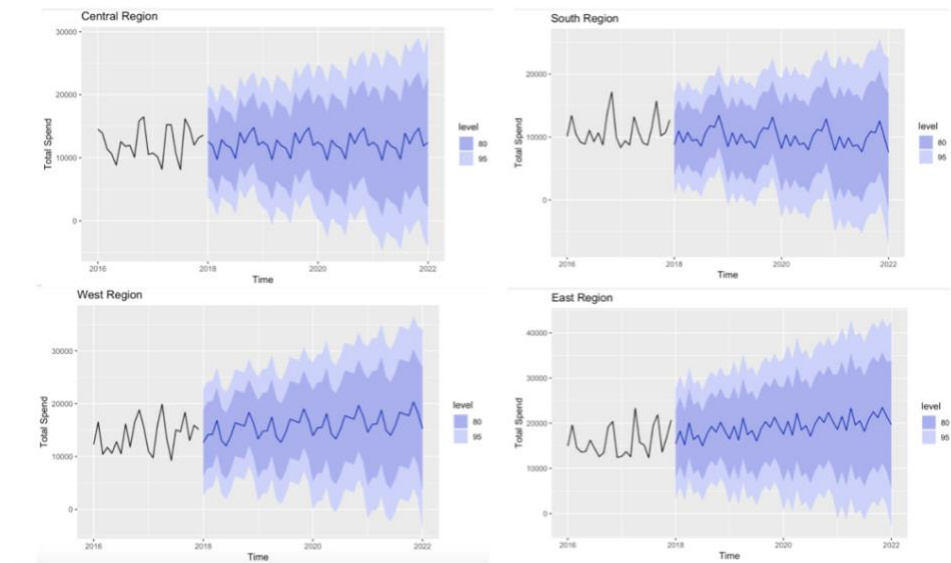 Central Region
30000
20000
10000
0
Total Spend
2016
2018
2020
2022
Time
level
80
95
South Region
20000
10000
0
Total Spend
2016
2018
2020
2022
Time
level
80
95
West Region
30000
20000
10000
0
Total Spend
2016
2018
2020
2022
Time
level
80
95
East Region
40000
30000
20000
10000
0
Total Spend
2016
2018
2020
2022
Time
level
80
95